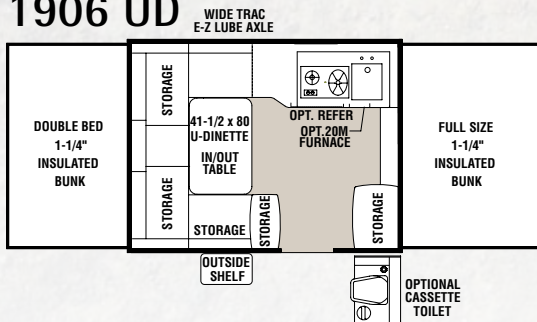 1906 UD
WIDE TRAC
E-Z LUBE AXLE
DOUBLE BED
1-1/4"
INSULATED
BUNK
STORAGE
STORAGE
41-1/2 x 80
U-DINETTE
IN/OUT
TABLE
STORAGE
STORAGE
OPT. REFER
OPT.20M
FURNACE
STORAGE
FULL SIZE
1-1/4"
INSULATED
BUNK
OUTSIDE
SHELF
OPTIONAL
CASSETTE
TOILET